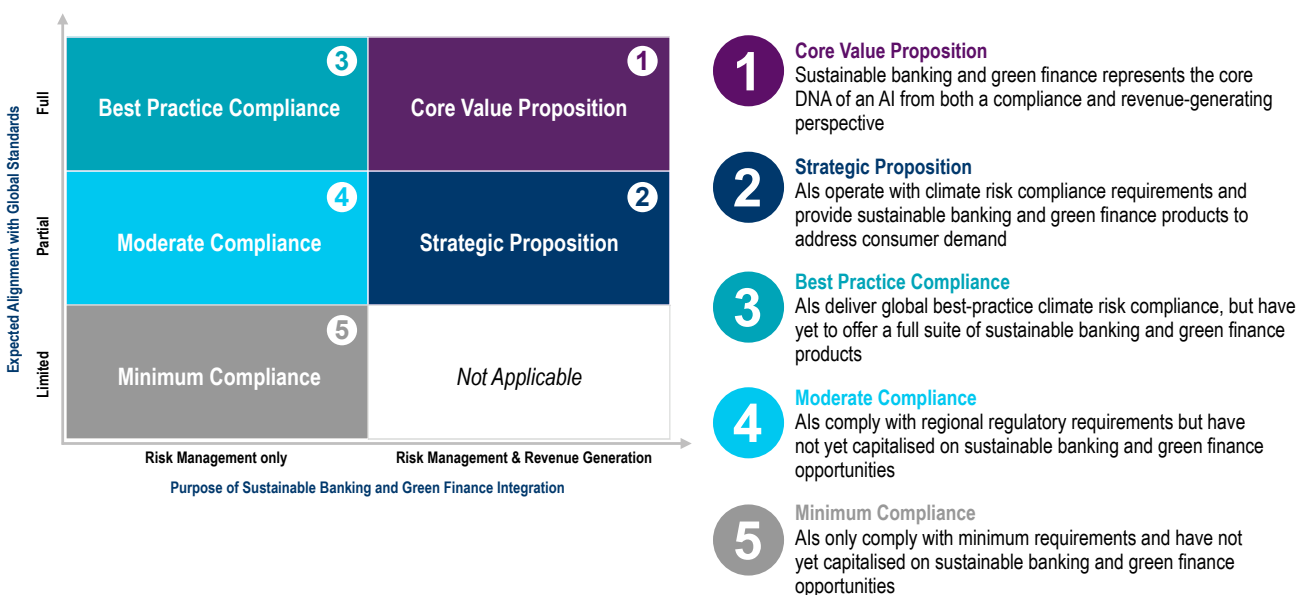 Expected Alignment with Global Standards
Full
Partial
Limited
3
Best Practice Compliance
1
Core Value Proposition
4
Moderate Compliance
2
Strategic Proposition
5
Minimum Compliance
Not Applicable
Risk Management only
Risk Management & Revenue Generation
Purpose of Sustainable Banking and Green Finance Integration
1
Core Value Proposition
Sustainable banking and green finance represents the core
DNA of an AI from both a compliance and revenue-generating
perspective
2
Strategic Proposition
AIs operate with climate risk compliance requirements and
provide sustainable banking and green finance products to
address consumer demand
3
Best Practice Compliance
AIs deliver global best-practice climate risk compliance, but have
yet to offer a full suite of sustainable banking and green finance
products
4
Moderate Compliance
AIs comply with regional regulatory requirements but have
not yet capitalised on sustainable banking and green finance
opportunities
5
Minimum Compliance
AIs only comply with minimum requirements and have not
yet capitalised on sustainable banking and green finance
opportunities